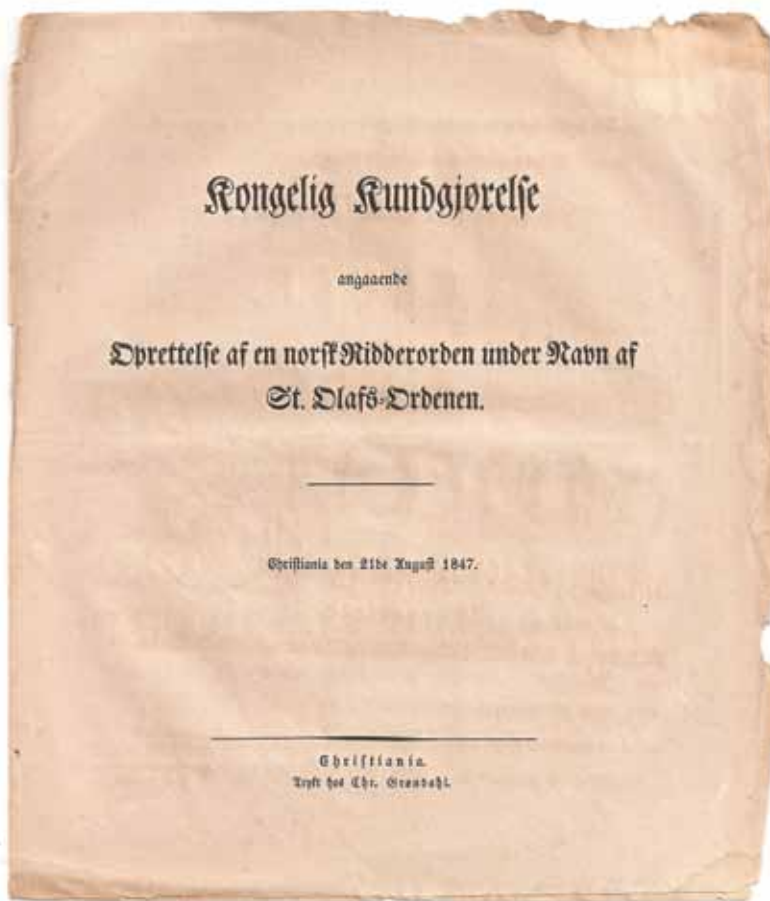 Kongelig Kundgjørelse
angaaende
Oprettelse af en norsk Ridderorden under Navn af
St. Olafs-Ordenen.
Christiania den 21de August 1847.
Christiania.
Trykt hos Chr. Grøndahl.